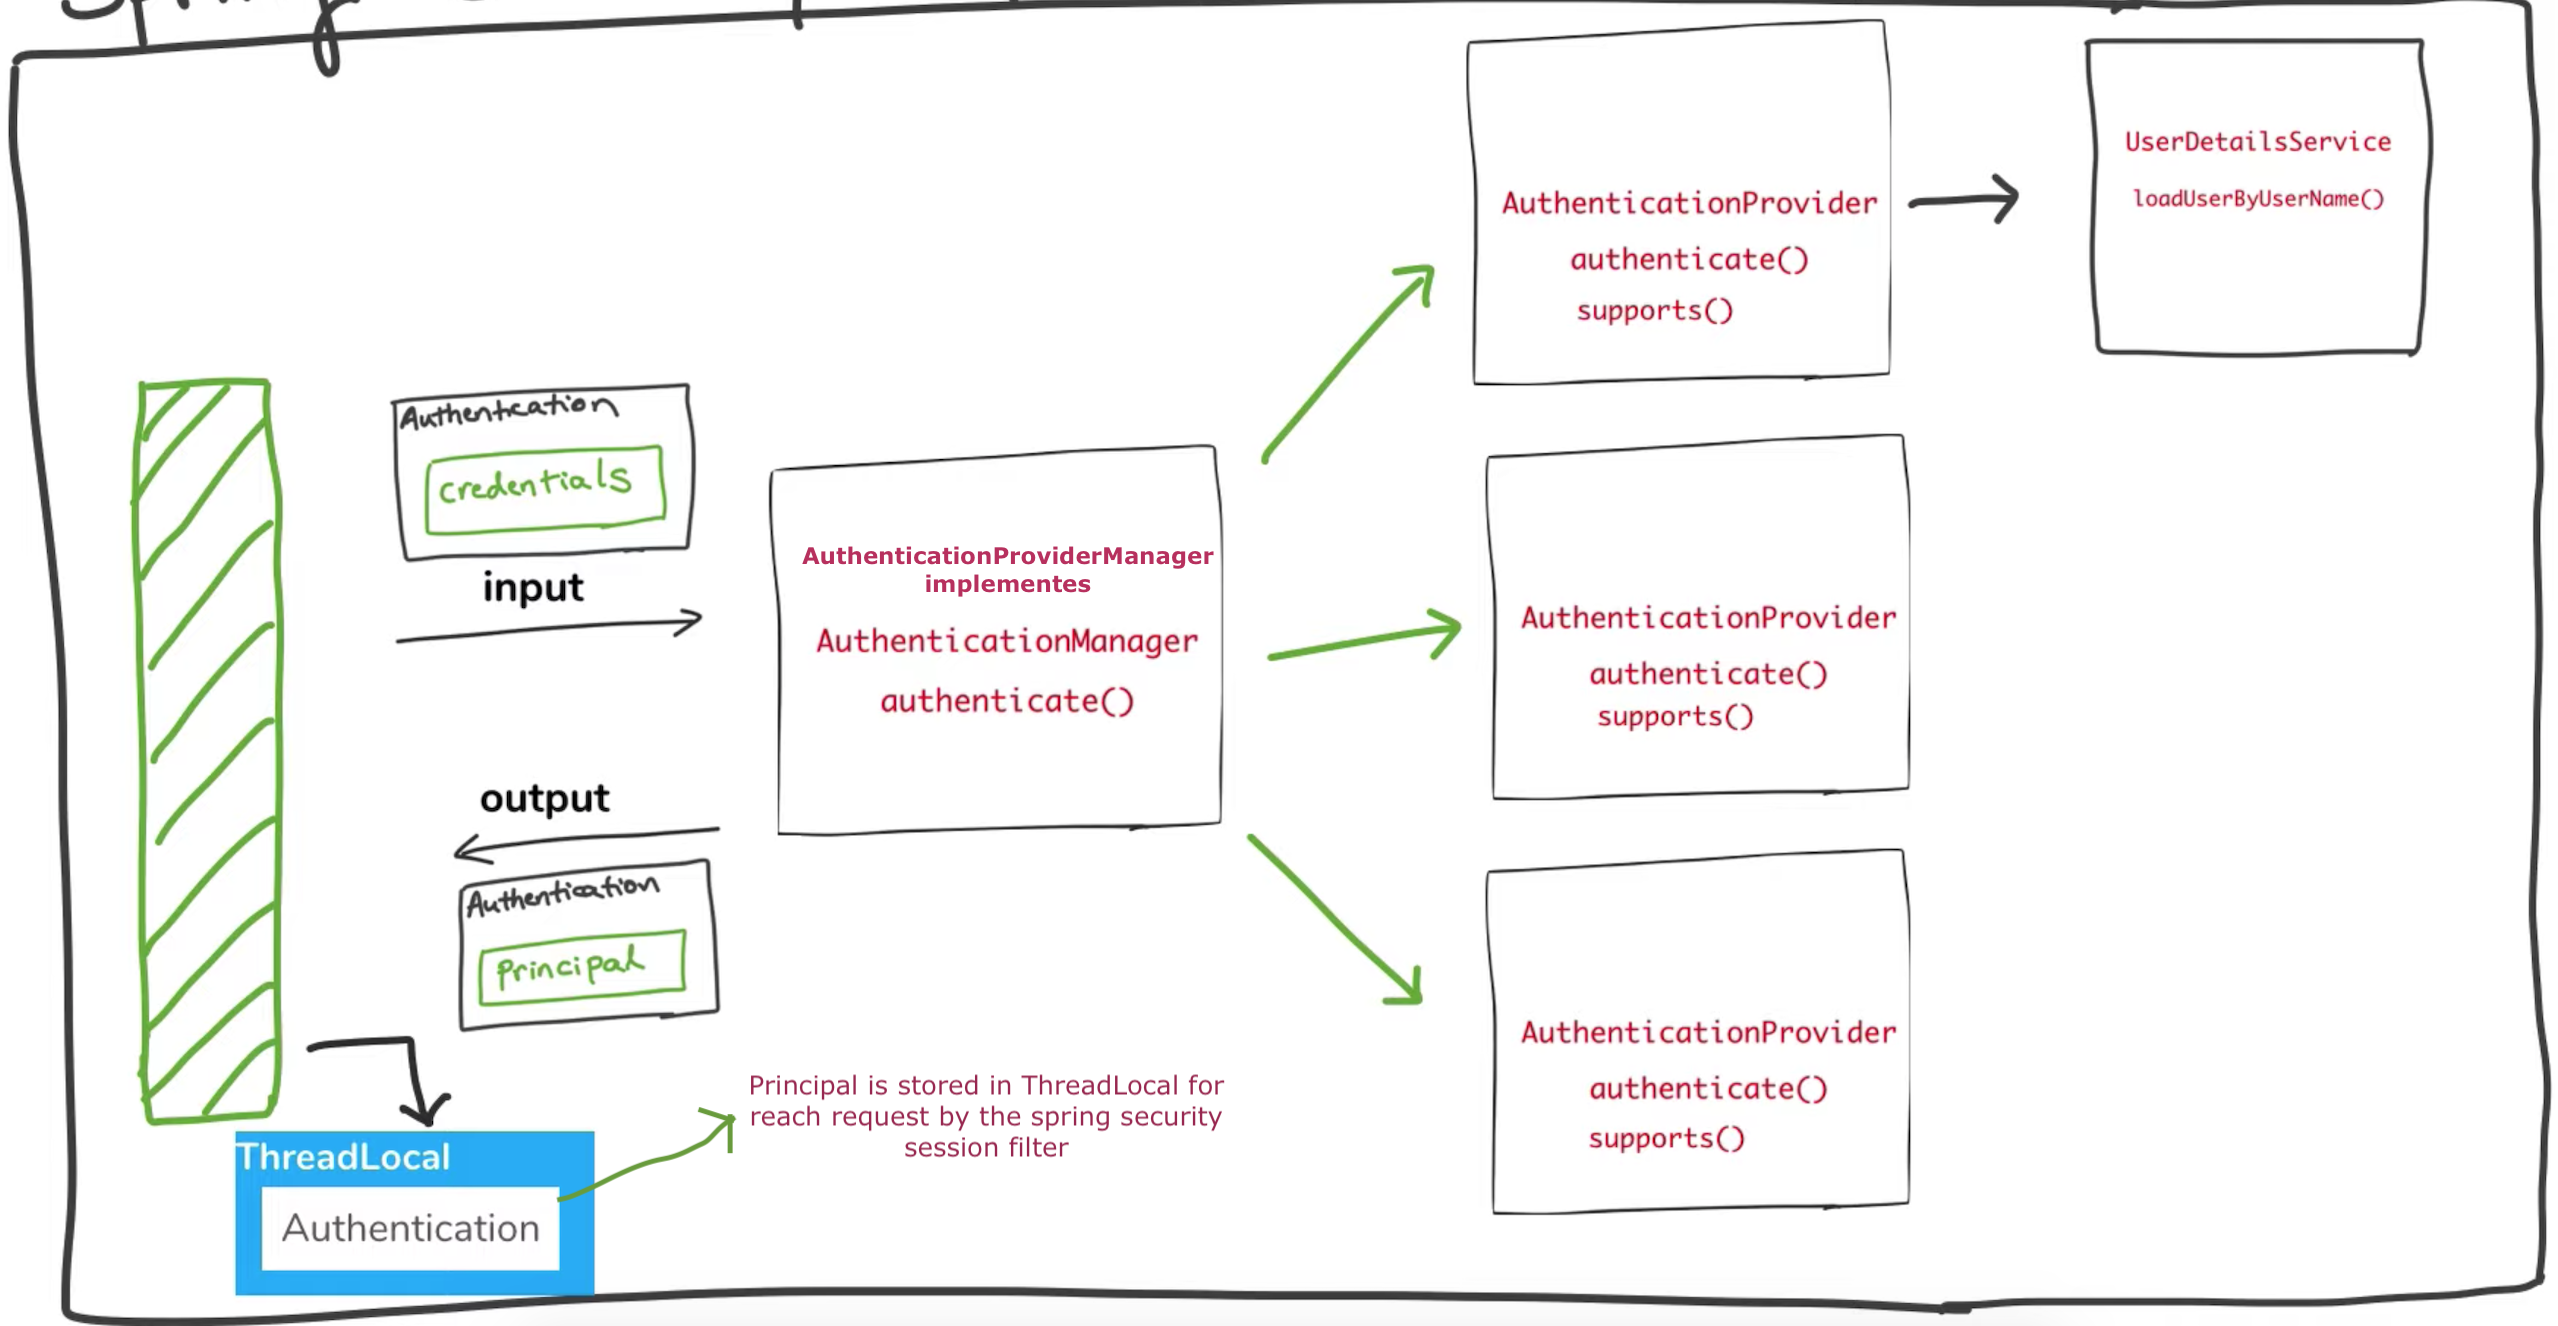 Authentication
credentials
input
AuthenticationProviderManager
implementes
AuthenticationManager
authenticate()
output
Authentication
Principal
ThreadLocal
Authentication
Principal is stored in ThreadLocal for
reach request by the spring security
session filter
AuthenticationProvider
authenticate()
supports()
UserDetailsService
loadUserByUserName()
AuthenticationProvider
authenticate()
supports()
AuthenticationProvider
authenticate()
supports()